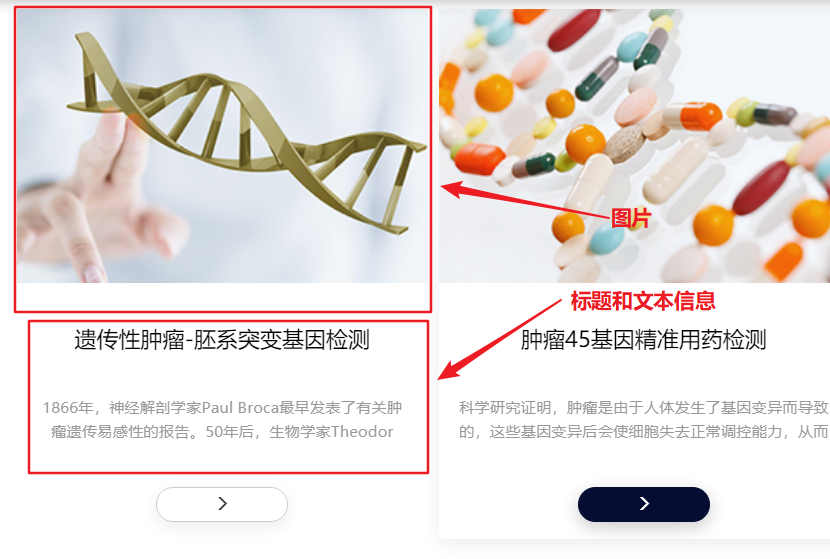 图片
标题和文本信息
遗传性肿瘤-胚系突变基因检测
1866年，神经解剖学家Paul Broca最早发表了有关肿
瘤遗传易感性的报告。50年后，生物学家Theodor
肿瘤45基因精准用药检测
科学研究证明，肿瘤是由于人体发生了基因变异而导致
的，这些基因变异后会使细胞失去正常调控能力，从而